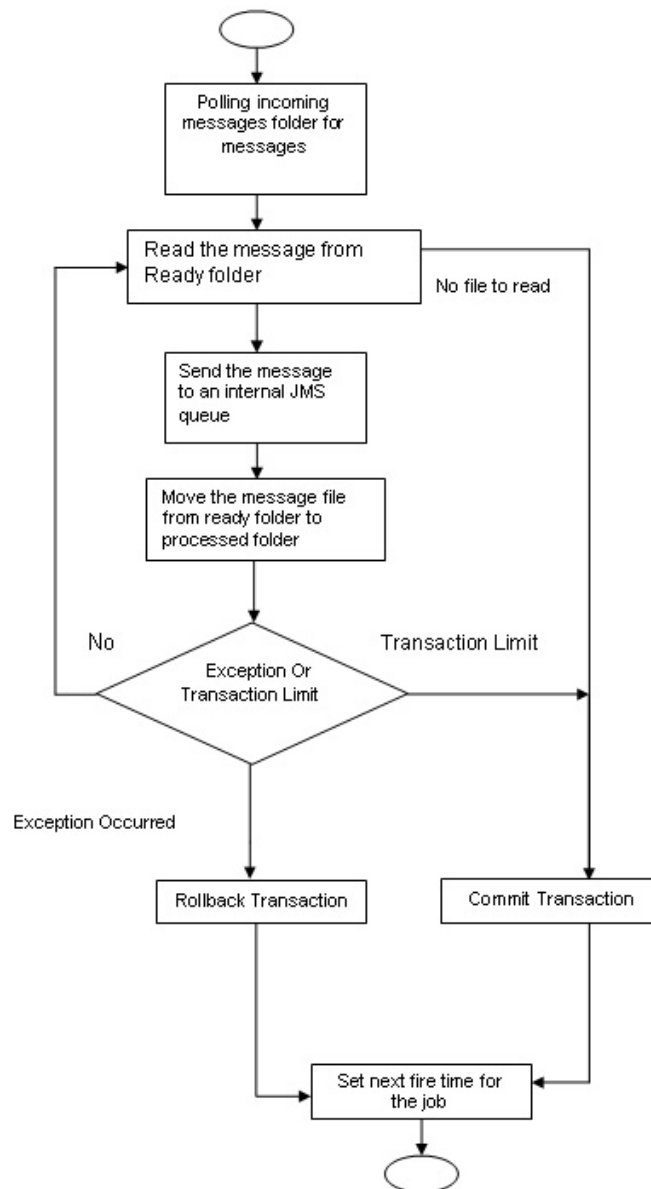 Polling incoming
messages folder for
messages
Read the message from
Ready folder
No file to read
Send the message
to an internal JMS
queue
Move the message file
from ready folder to
processed folder
No
Transaction Limit
Exception Or
Transaction Limit
Exception Occurred
Rollback Transaction
Commit Transaction
Set next fire time for
the job